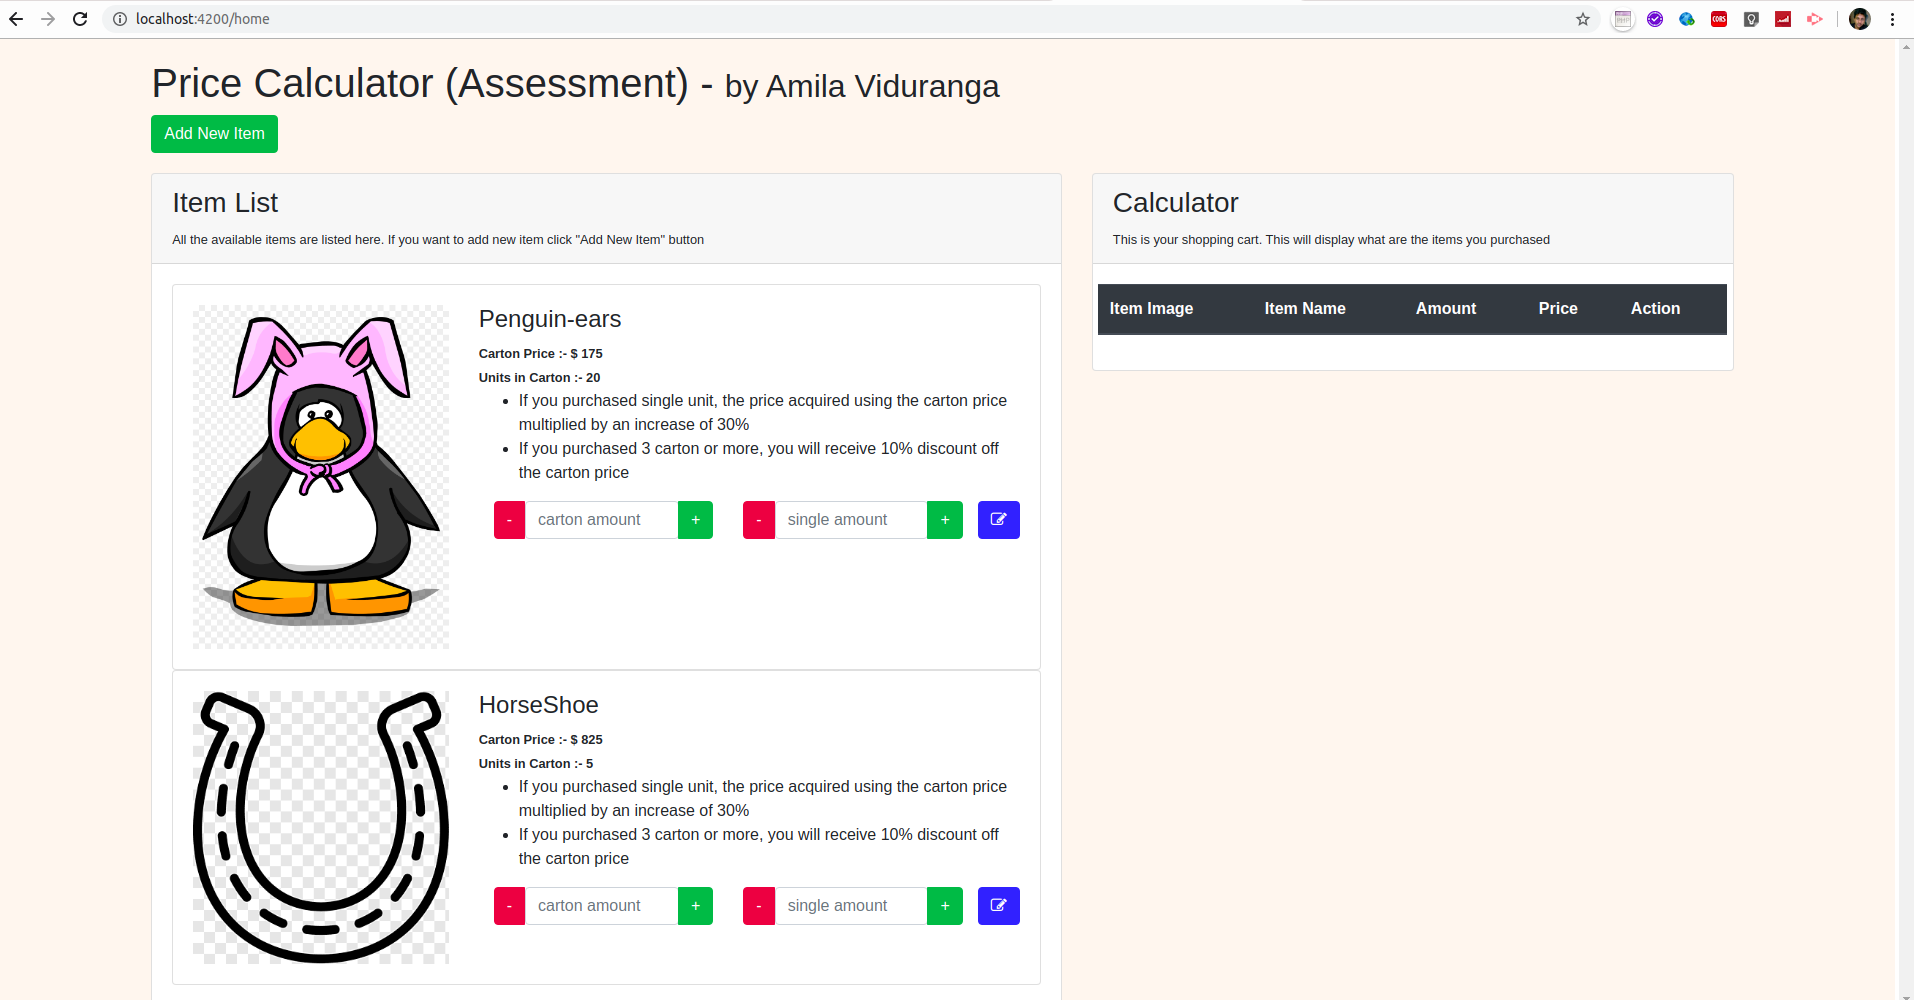 localhost:4200/home
CORS
Price Calculator (Assessment) - by Amila Viduranga
Add New Item
Item List
All the available items are listed here. If you want to add new item click "Add New Item" button
Penguin-ears
Carton Price :- $ 175
Units in Carton :- 20
If you purchased single unit, the price acquired using the carton price
multiplied by an increase of 30%
If you purchased 3 carton or more, you will receive 10% discount off
the carton price
- carton amount + - single amount +
HorseShoe
Carton Price :- $ 825
Units in Carton :- 5
If you purchased single unit, the price acquired using the carton price
multiplied by an increase of 30%
If you purchased 3 carton or more, you will receive 10% discount off
the carton price
- carton amount + - single amount +
Calculator
This is your shopping cart. This will display what are the items you purchased
Item Image Item Name Amount Price Action